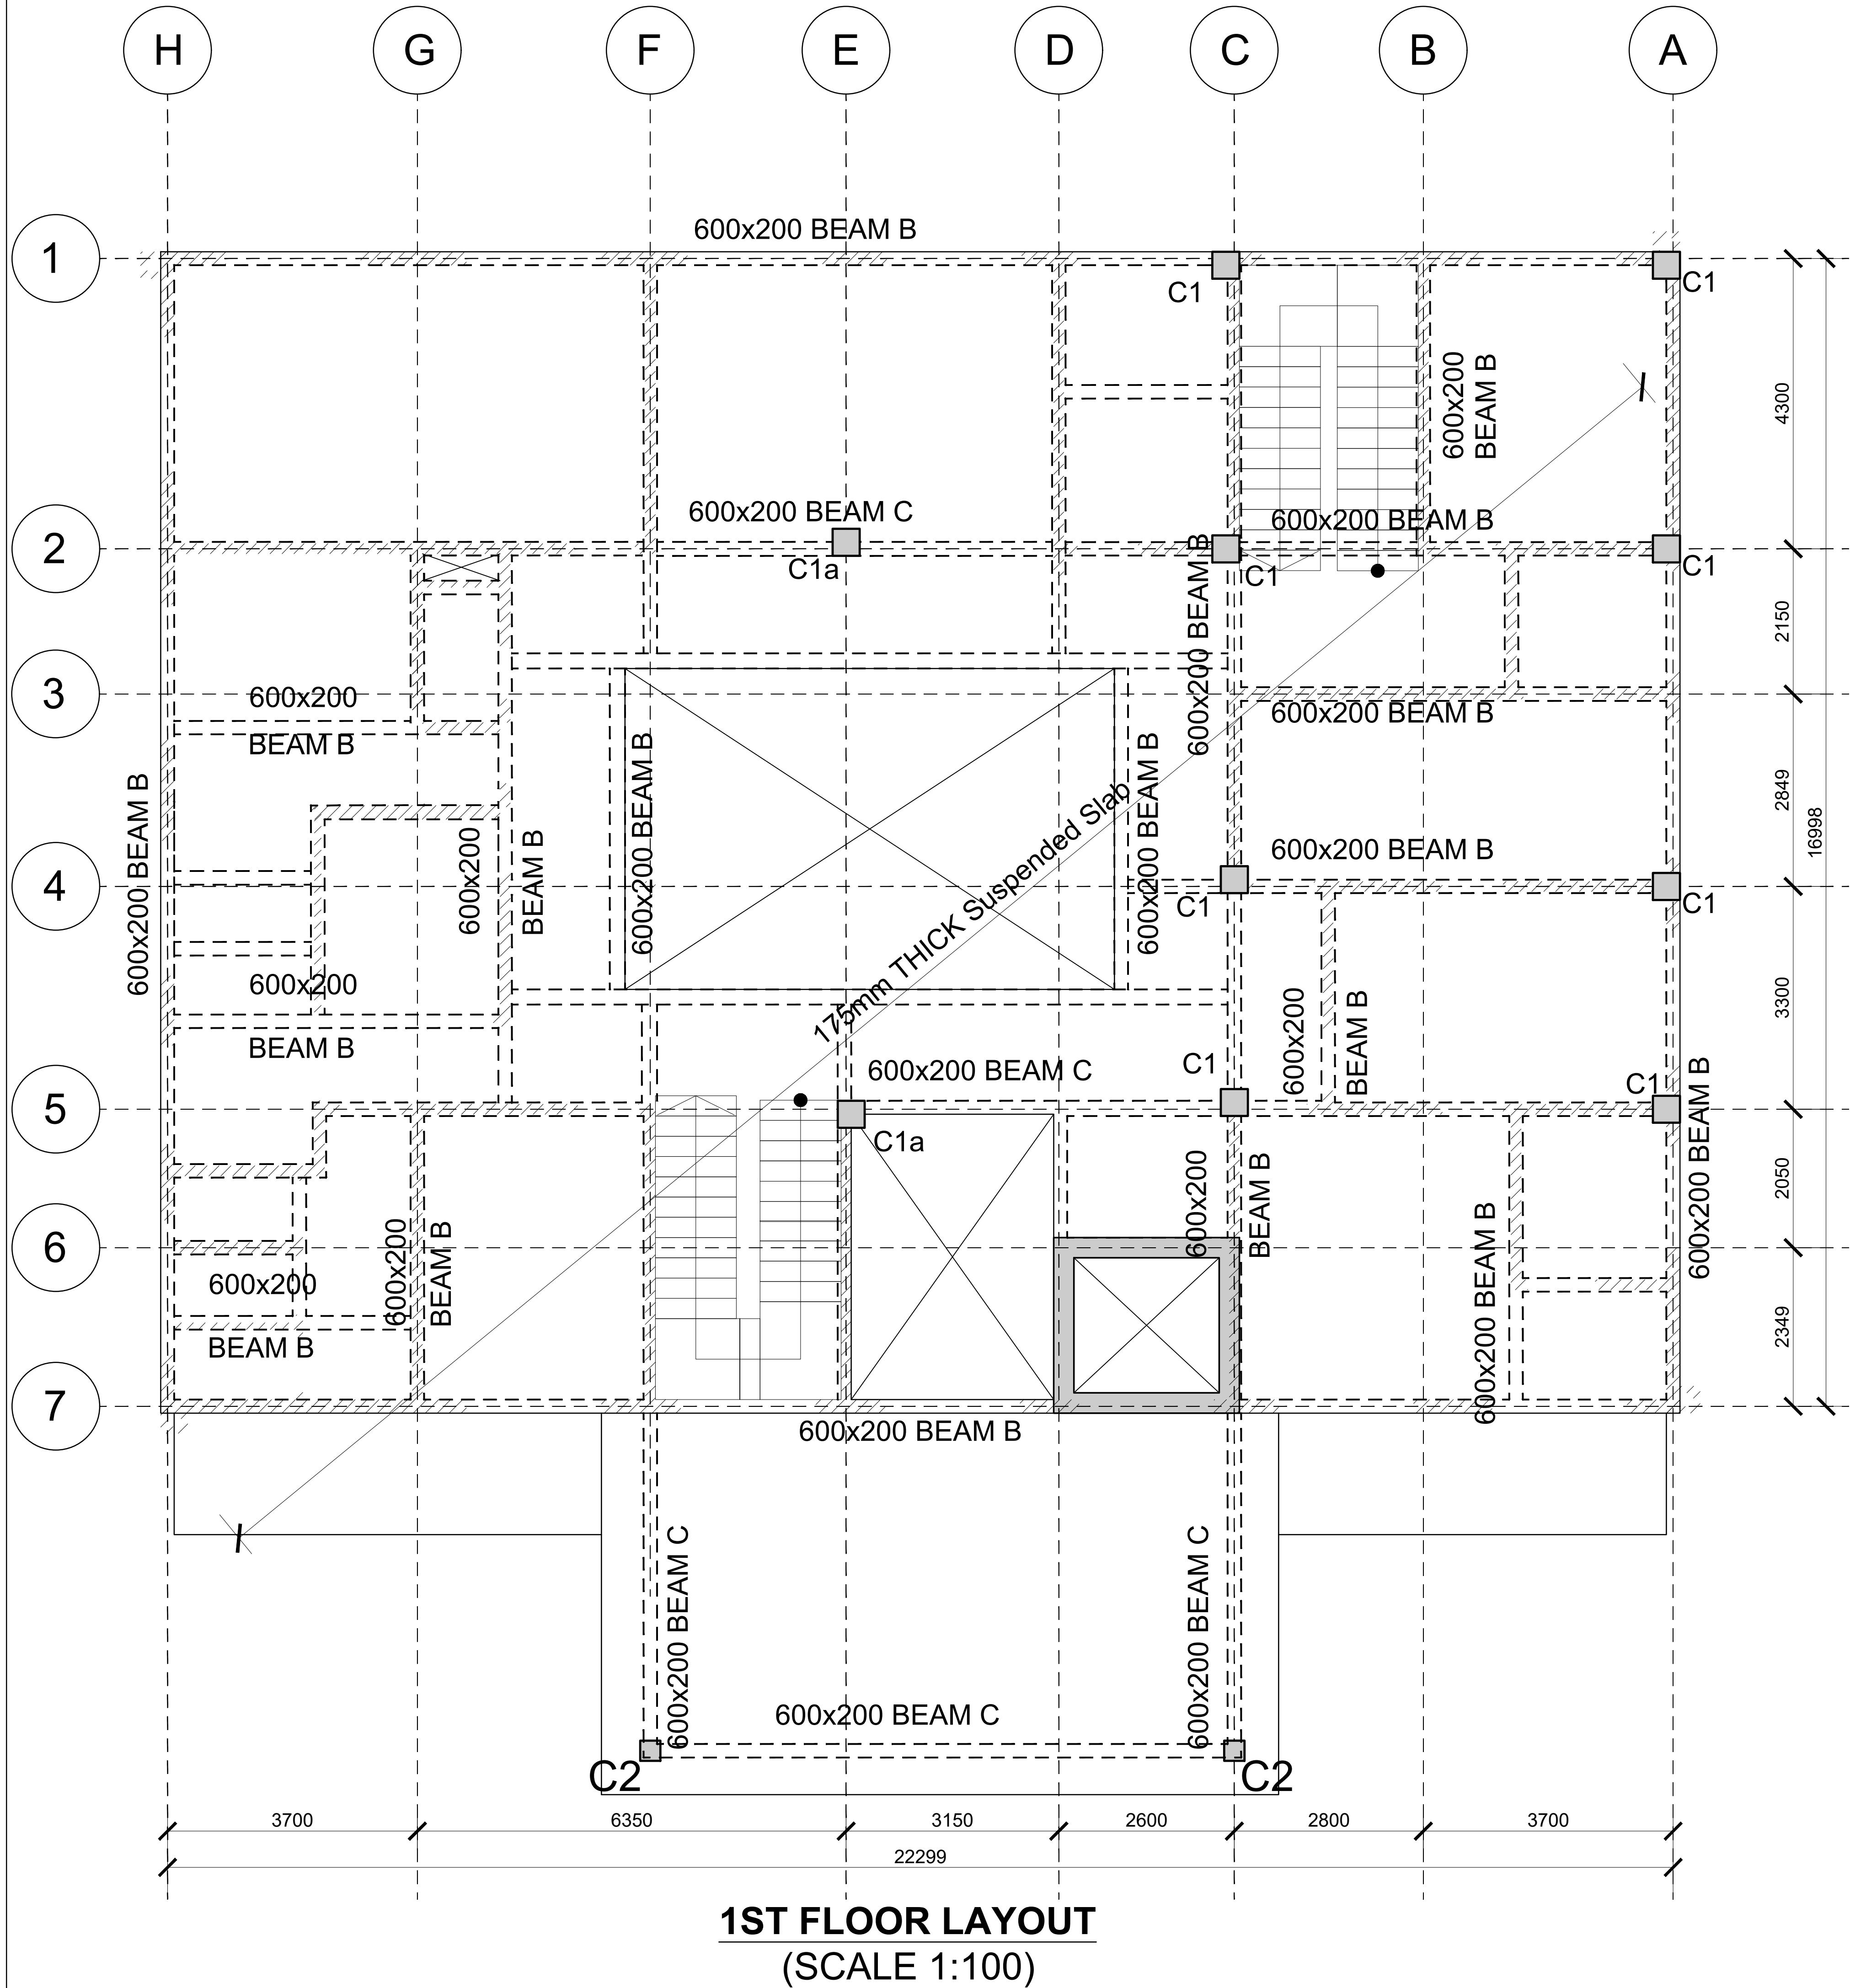 H G F E D C B A
600x200 BEAM B
1
C1
C1
600x200
BEAM B
4300
600x200 BEAM C
600x200 BEAM B
2
C1a
C1
C1
600x200 BEAM B
2150
3
600x200
BEAM B
600x200 BEAM B
600x200 BEAM B
600x200 BEAM B
600x200 BEAM B
600x200
BEAM B
175mm THICK Suspended Slab
2849
16998
600x200 BEAM B
4
C1
C1
600x200
BEAM B
600x200
BEAM B
3300
600x200 BEAM C
C1
C1
5
C1a
600x200 BEAM B
600x200
BEAM B
2050
6
600x200
BEAM B
600x200
BEAM B
600x200 BEAM B
2349
7
600x200 BEAM B
600x200 BEAM C
600x200 BEAM C
600x200 BEAM C
C2
C2
3700 6350 3150 2600 2800 3700
22299
1ST FLOOR LAYOUT
(SCALE 1:100)